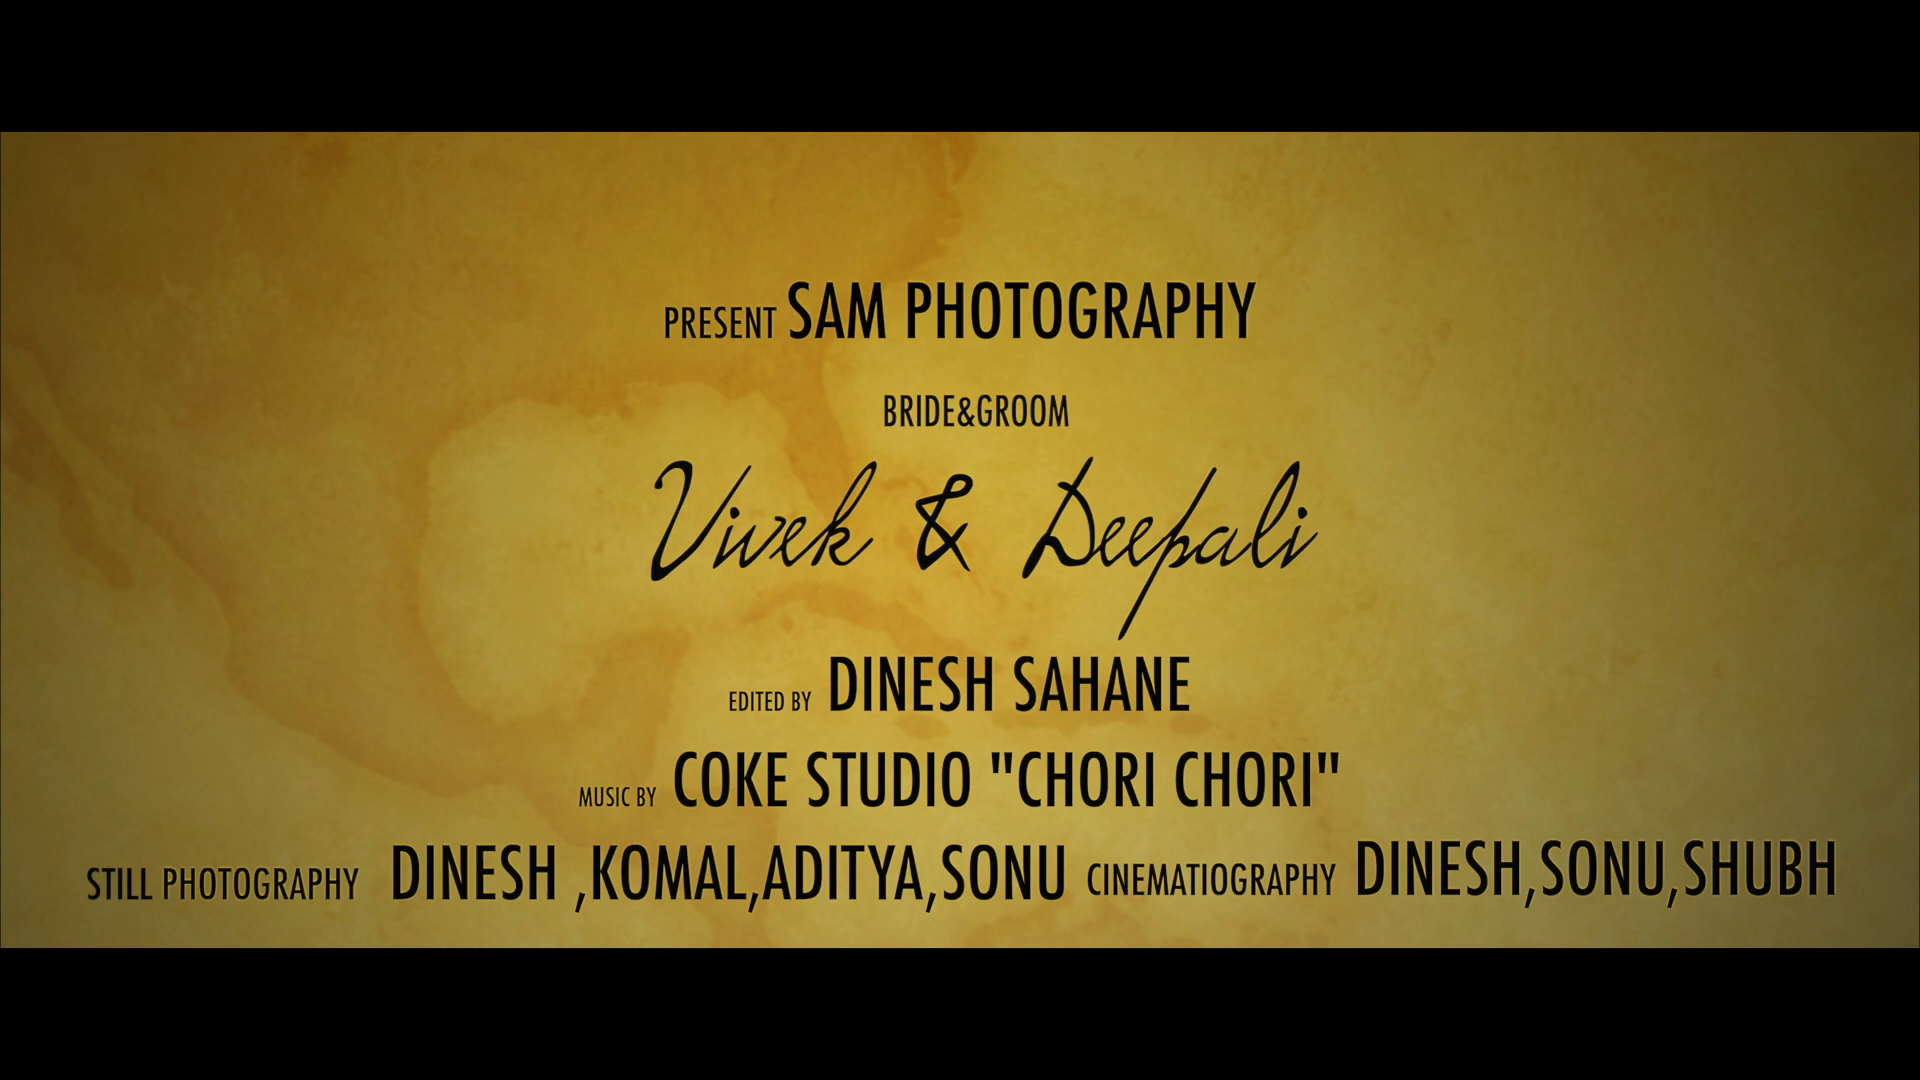 PRESENT SAM PHOTOGRAPHY
BRIDE&GROOM
Vivek & Deepali
EDITED BY DINESH SAHANE
MUSIC BY COKE STUDIO "CHORI CHORI"
STILL PHOTOGRAPHY DINESH ,KOMAL,ADITYA,SONU CINEMATIOGRAPHY DINESH,SONU,SHUBH